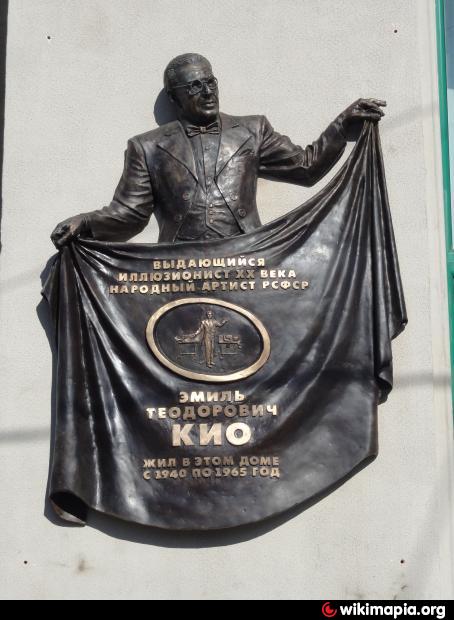 ВЫДАЮЩИЙСЯ
ИЛЛЮЗИОНИСТ XX ВЕКА
НАРОДНЫЙ АРТИСТ РСФСР
ЭМИЛЬ
ТЕОДОРОВИЧ
КИО
ЖИЛ В ЭТОМ ДОМЕ
С 1940 ПО 1965 ГОД
wikimapia.org